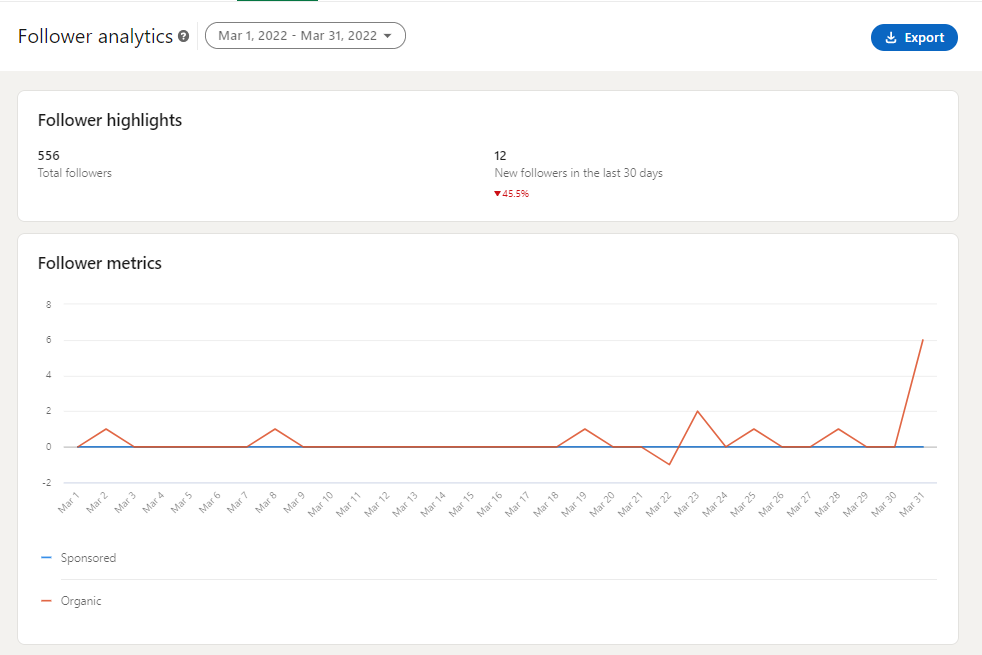 Follower analytics ? Mar 1, 2022 - Mar 31, 2022 Export
Follower highlights
556
Total followers
12
New followers in the last 30 days
▼45.5%
Follower metrics
8
6
4
2
0
-2
Mar 1 Mar 2 Mar 3 Mar 4 Mar 5 Mar 6 Mar 7 Mar 8 Mar 9 Mar 10 Mar 11 Mar 12 Mar 13 Mar 14 Mar 15 Mar 16 Mar 17 Mar 18 Mar 19 Mar 20 Mar 21 Mar 22 Mar 23 Mar 24 Mar 25 Mar 26 Mar 27 Mar 28 Mar 29 Mar 30 Mar 31
Sponsored
Organic